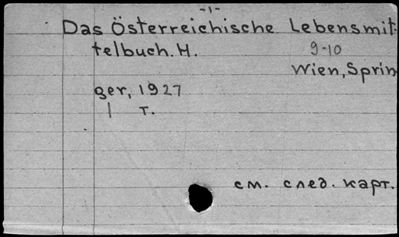 -1-
Das Österreichische Lebensmit-
telbuch. H. 9-10
Wien, Sprin
ger, 1927
1 т.
см. след. карт.